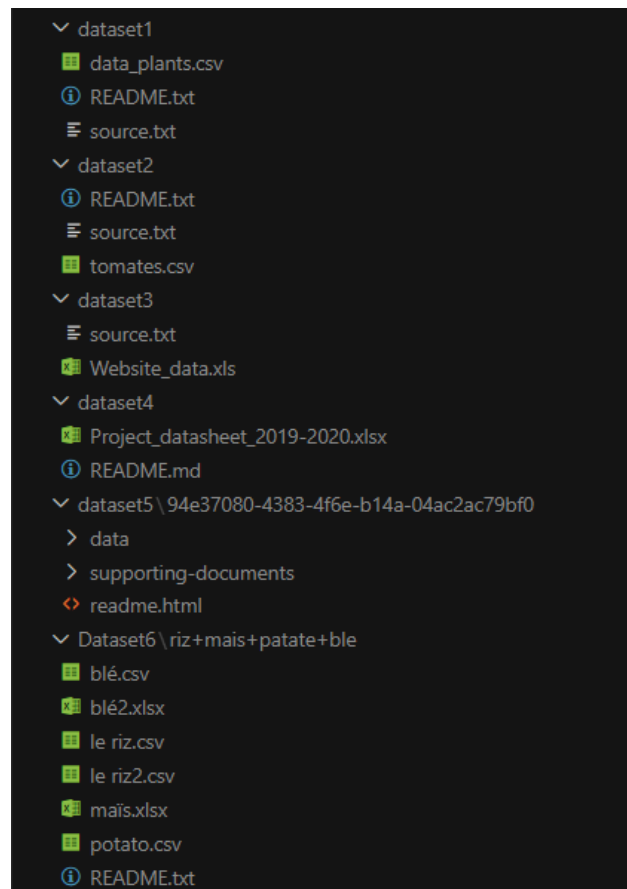 dataset1
data_plants.csv
README.txt
source.txt
dataset2
README.txt
source.txt
tomates.csv
dataset3
source.txt
Website_data.xls
dataset4
Project_datasheet_2019-2020.xlsx
README.md
dataset5\94e37080-4383-4f6e-b14a-04ac2ac79bf0
data
supporting-documents
readme.html
Dataset6\riz+mais+patate+ble
blé.csv
blé2.xlsx
le riz.csv
le riz2.csv
maïs.xlsx
potato.csv
README.txt